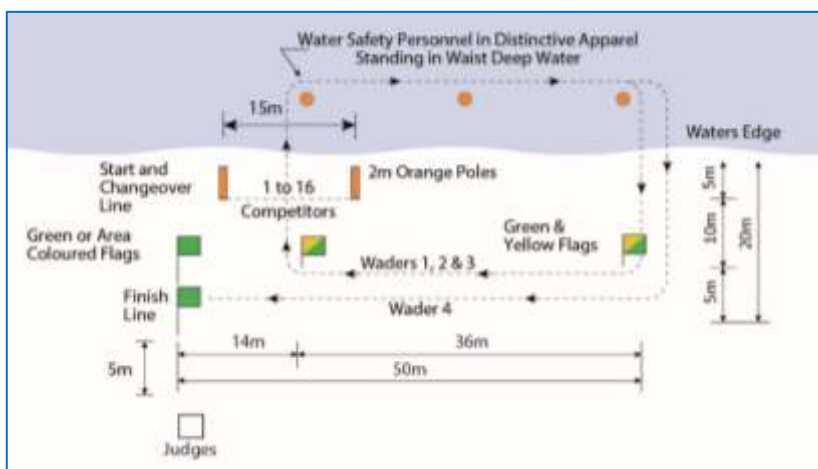 Water Safety Personnel in Distinctive Apparel
Standing in Waist Deep Water
15m
Waters Edge
Start and
Changeover
Line
1 to 16
Competitors
2m Orange Poles
5m
10m
20m
5m
Green or Area
Coloured Flags
Green &
Yellow Flags
Waders 1, 2 & 3
Finish
Line
Wader 4
14m
36m
50m
5m
Judges